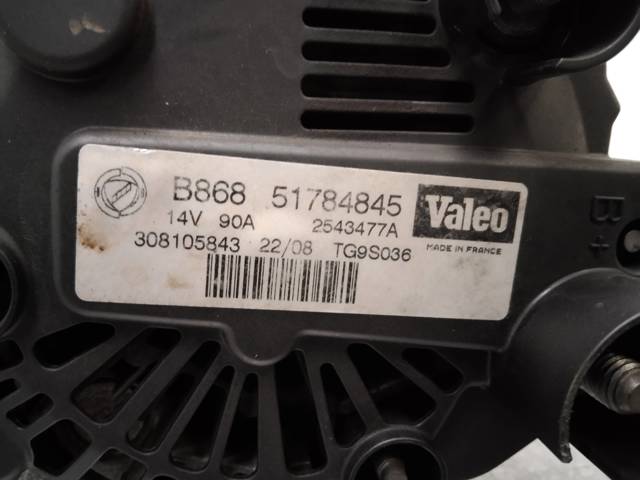 B868 51784845 Valeo
14V 90A 2543477A MADE IN FRANCE
308105843 22/08 TG9S036
B+